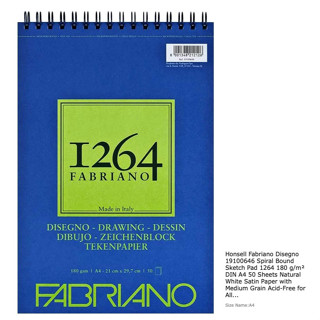 1264
FABRIANO
Made in Italy
DISEGNO - DRAWING - DESSIN
DIBUJO - ZEICHENBLOCK
TEKENPAPIER
FABRIANO
Honsell Fabriano Disegno
19100646 Spiral Bound
Sketch Pad 1264 180 g/m²
DIN A4 50 Sheets Natural
White Satin Paper with
Medium Grain Acid-Free for
All...
Size Name:A4